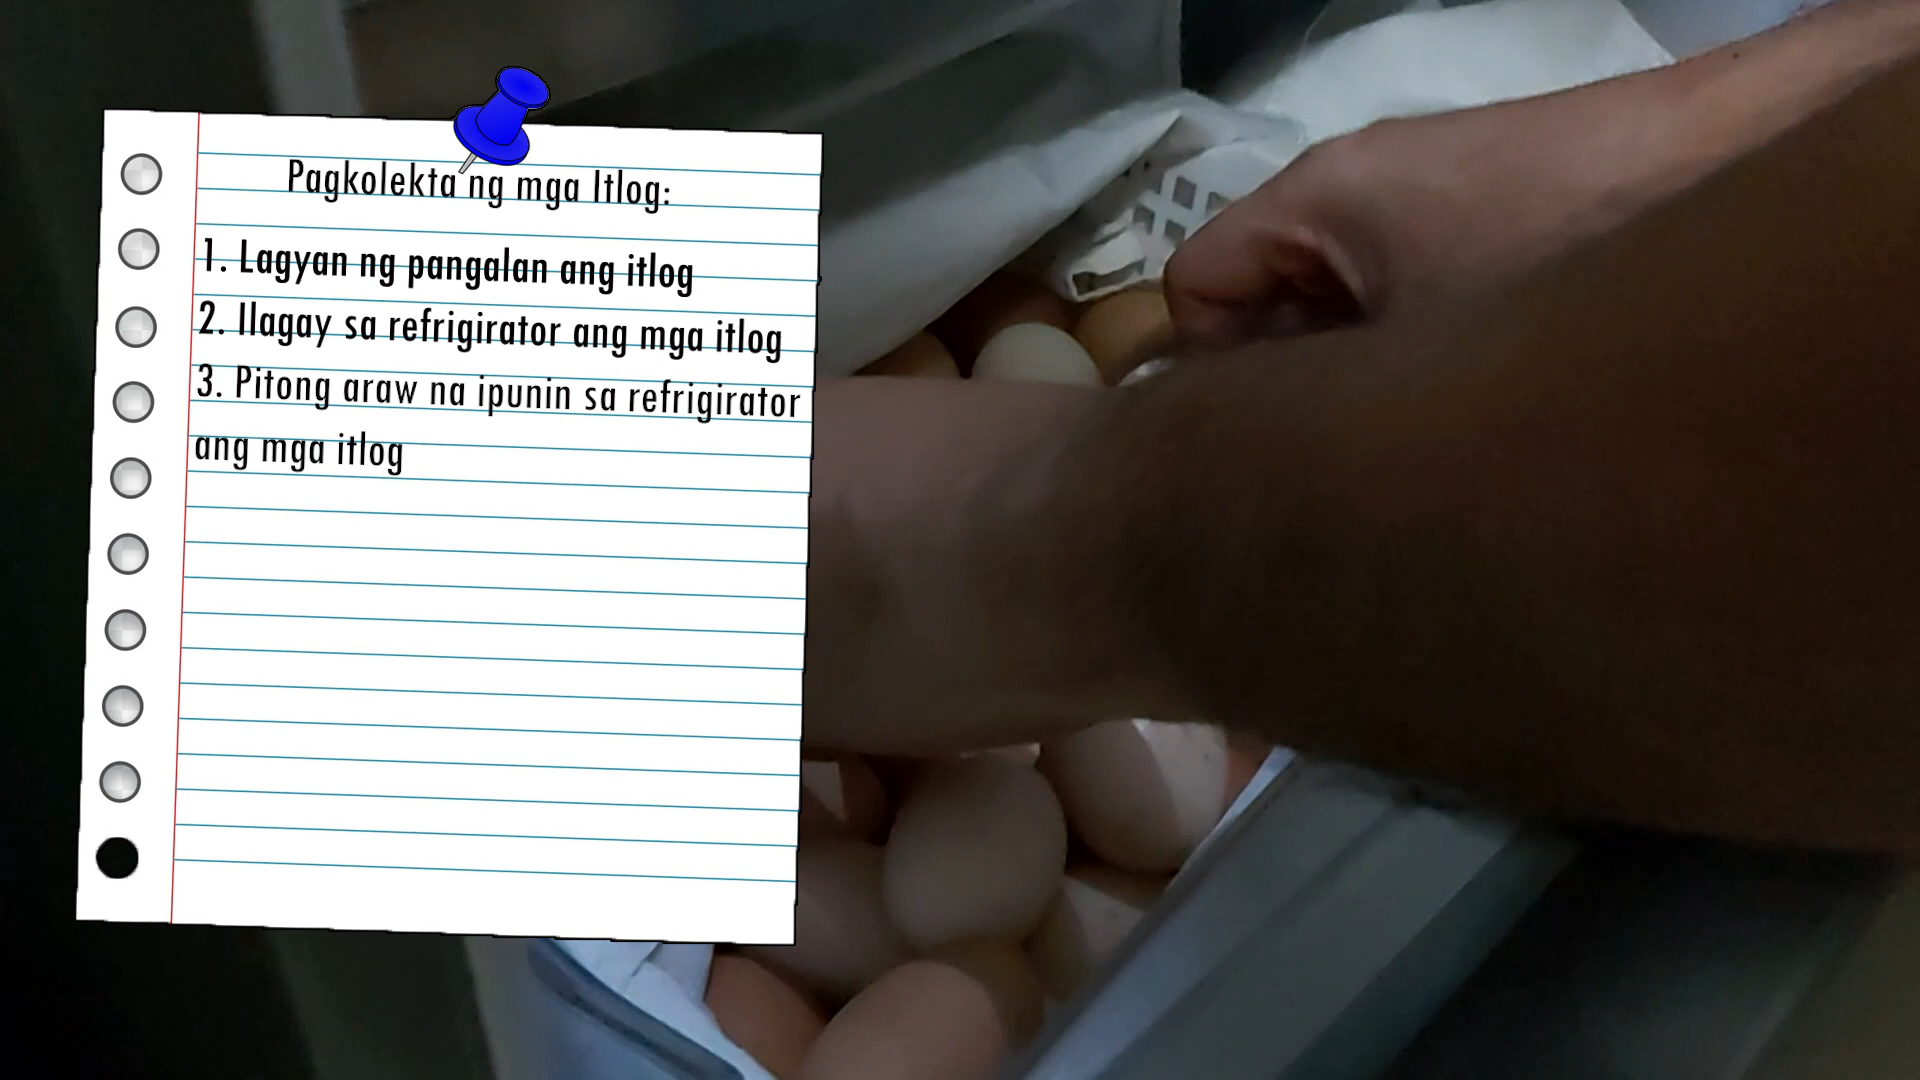 Pagkolekta ng mga Itlog:
1. Lagyan ng pangalan ang itlog
2. Ilagay sa refrigirator ang mga itlog
3. Pitong araw na ipunin sa refrigirator
ang mga itlog